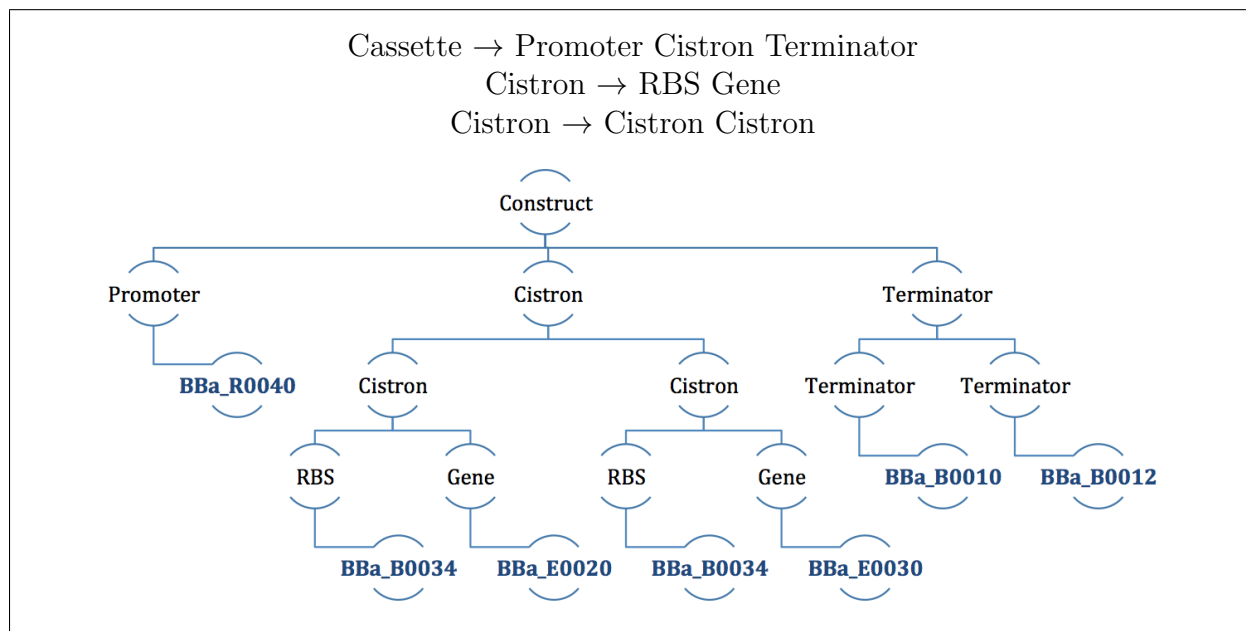 Cassette → Promoter Cistron Terminator
Cistron → RBS Gene
Cistron → Cistron Cistron
Construct
Promoter Cistron Terminator
BBa_R0040 Cistron Cistron Terminator Terminator
RBS Gene RBS Gene BBa_B0010 BBa_B0012
BBa_B0034 BBa_E0020 BBa_B0034 BBa_E0030